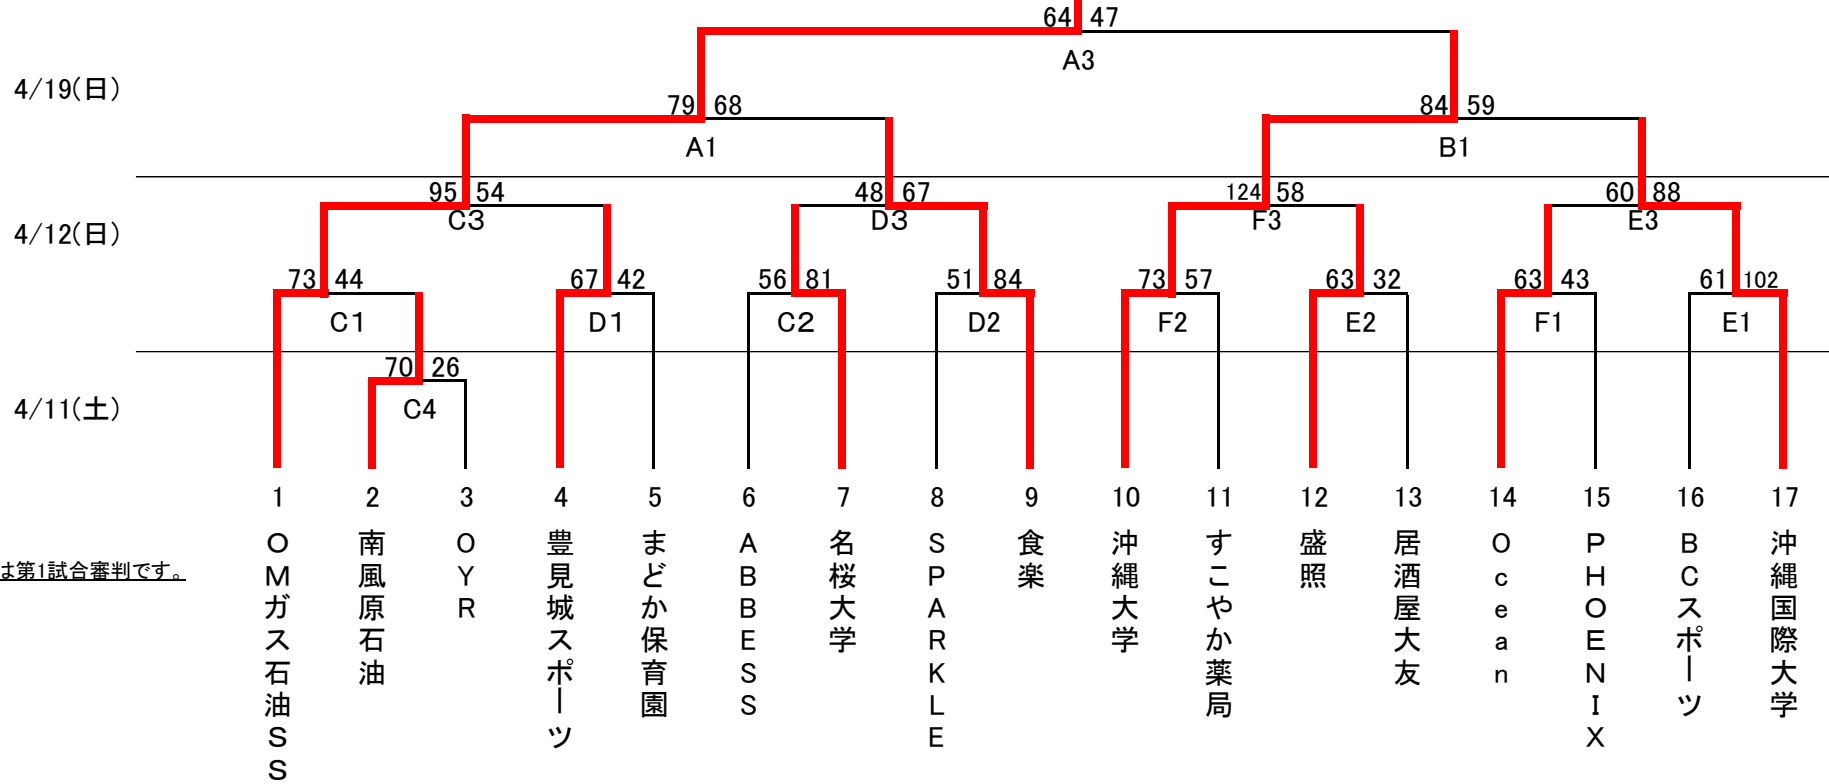 64 47
A3
4/19(日)
79 68 84 59
A1 B1
95 54 48 67 124 58 60 88
C3 D3 F3 E3
4/12(日)
73 44 67 42 56 81 51 84 73 57 63 32 63 43 61 102
C1 D1 C2 D2 F2 E2 F1 E1
70 26
4/11(土) C4
1 2 3 4 5 6 7 8 9 10 11 12 13 14 15 16 17
OMガス石油SS
南風原石油
OYR
豊見城スポーツ
まどか保育園
ABBESS
名桜大学
SPARKLE
食楽
沖縄大学
すこやか薬局
盛照
居酒屋大友
Ocean
PHOENIX
BCスポーツ
沖縄国際大学
は第1試合審判です。